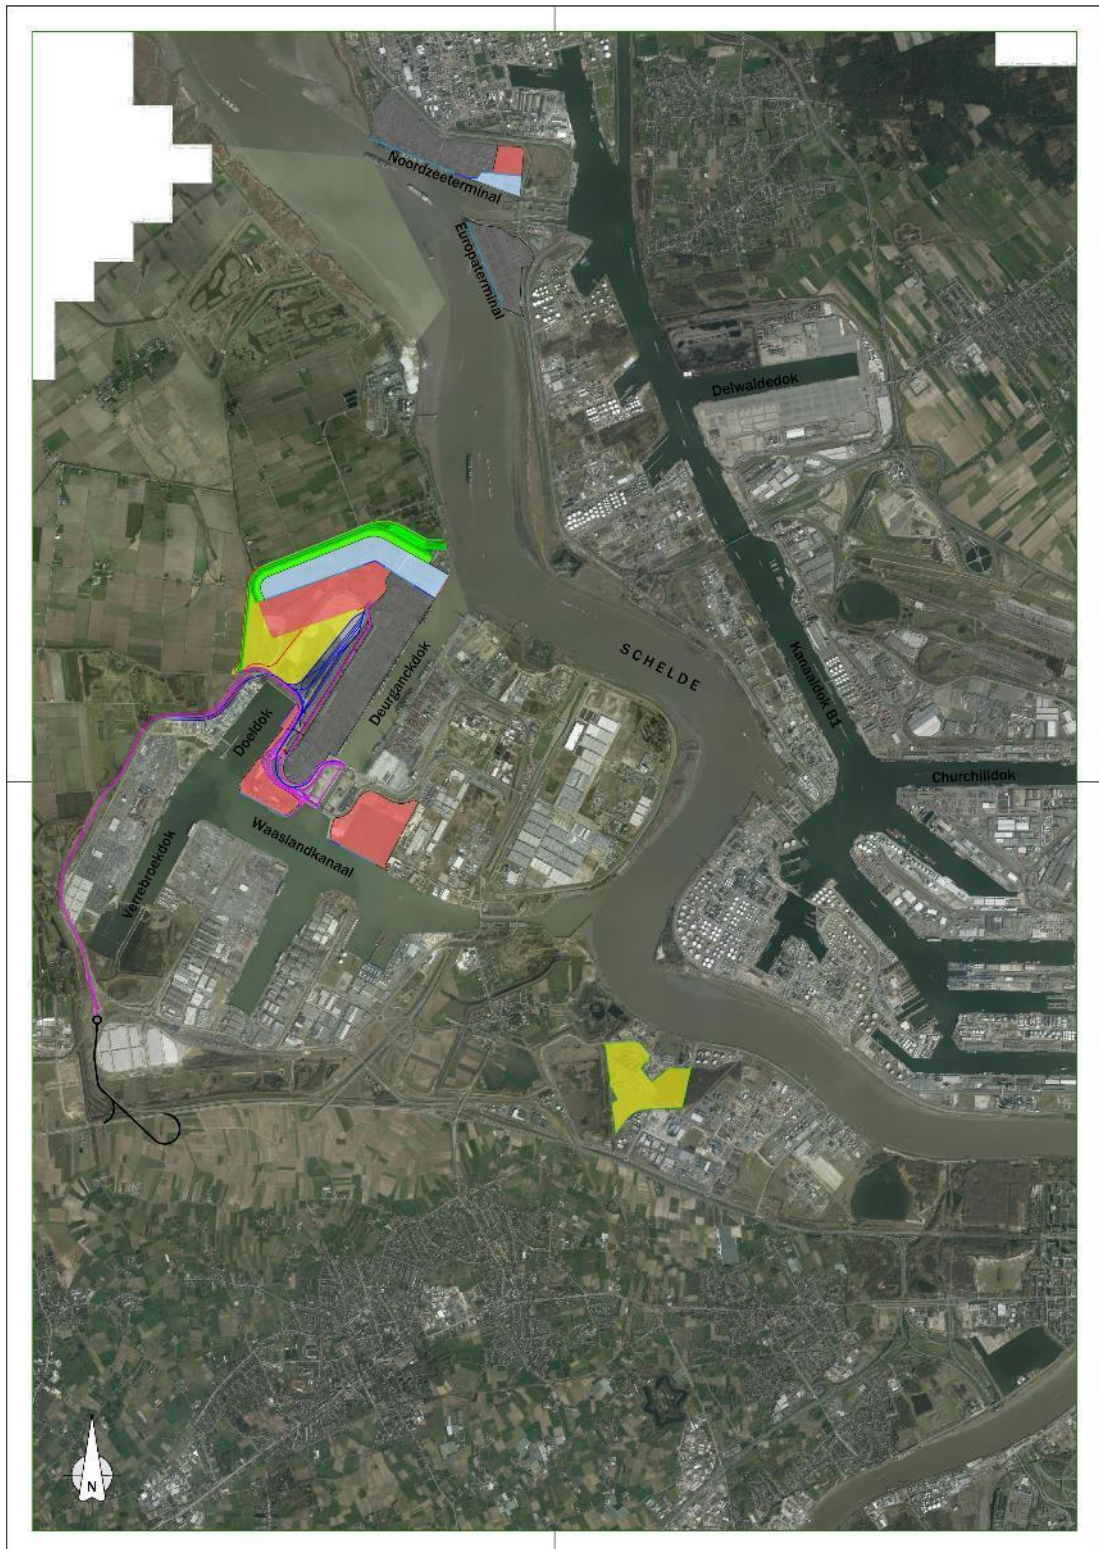 Noordzeeterminal
Europaterminal
Delwaidedok
SCHELDE
Deurganckdok
Kanaaldok B1
Doeldok
Churchilldok
Waaslandkanaal
Verrebroekdok
N